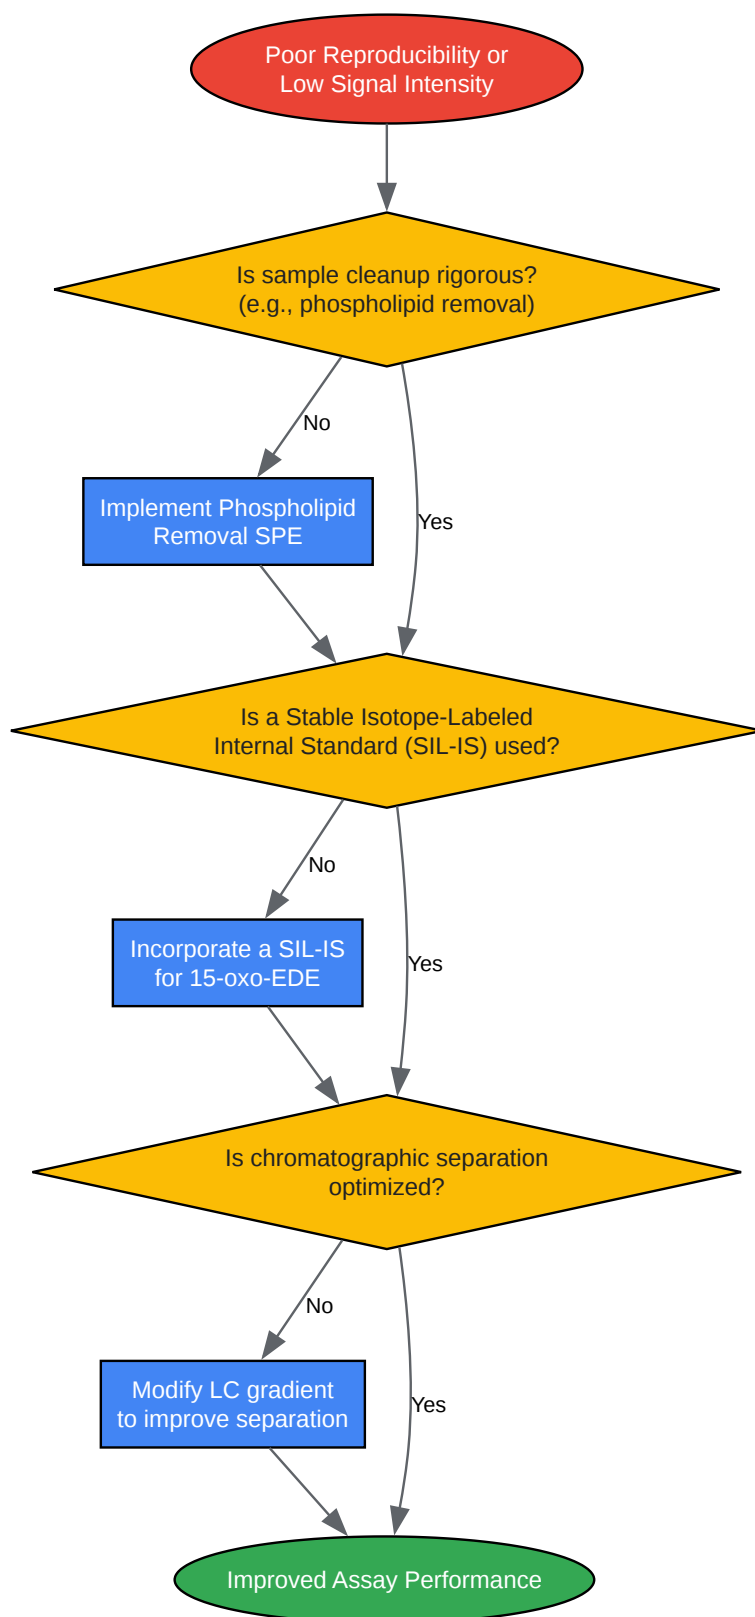 Poor Reproducibility or
Low Signal Intensity
Is sample cleanup rigorous?
(e.g., phospholipid removal)
No
Implement Phospholipid
Removal SPE
Yes
Is a Stable Isotope-Labeled
Internal Standard (SIL-IS) used?
No
Incorporate a SIL-IS
for 15-oxo-EDE
Yes
Is chromatographic separation
optimized?
No
Modify LC gradient
to improve separation
Yes
Improved Assay Performance